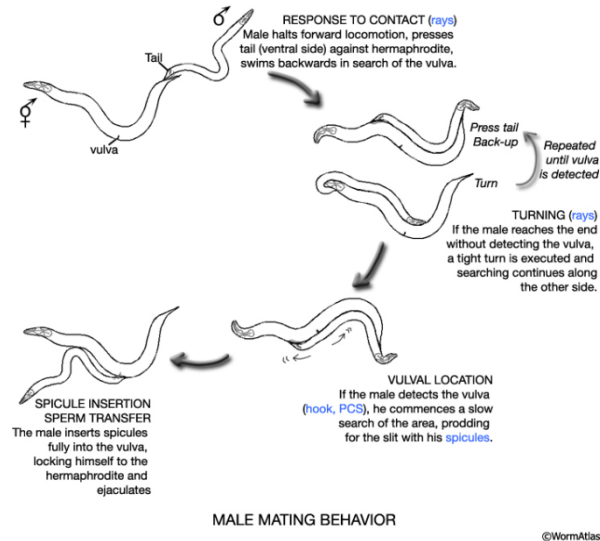 RESPONSE TO CONTACT (rays)
Male halts forward locomotion, presses
tail (ventral side) against hermaphrodite,
swims backwards in search of the vulva.
♂
Tail
⚥
vulva
Press tail
Back-up
Repeated
until vulva
is detected
Turn
TURNING (rays)
If the male reaches the end
without detecting the vulva,
a tight turn is executed and
searching continues along
the other side.
VULVAL LOCATION
If the male detects the vulva
(hook, PCS), he commences a slow
search of the area, prodding
for the slit with his spicules.
SPICULE INSERTION
SPERM TRANSFER
The male inserts spicules
fully into the vulva,
locking himself to the
hermaphrodite and
ejaculates
MALE MATING BEHAVIOR
©WormAtlas